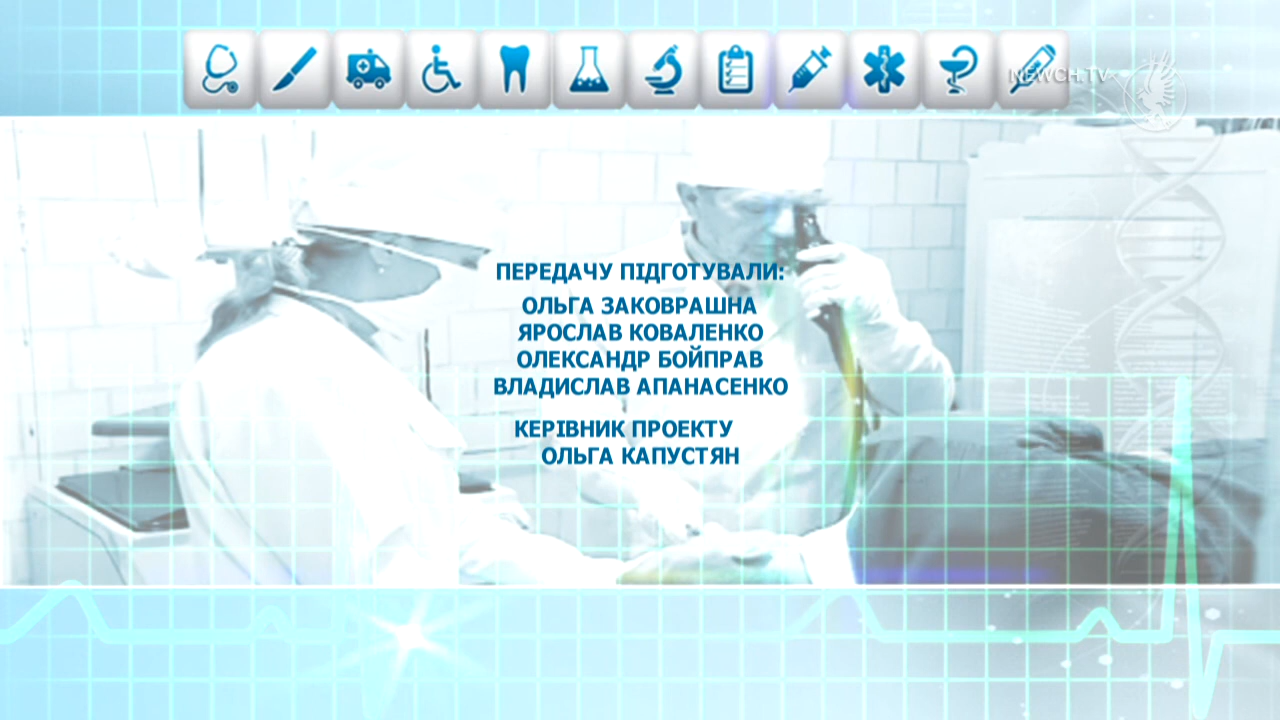 NEWCH.TV
ПЕРЕДАЧУ ПІДГОТУВАЛИ:
ОЛЬГА ЗАКОВРАШНА
ЯРОСЛАВ КОВАЛЕНКО
ОЛЕКСАНДР БОЙПРАВ
ВЛАДИСЛАВ АПАНАСЕНКО
КЕРІВНИК ПРОЕКТУ
ОЛЬГА КАПУСТЯН